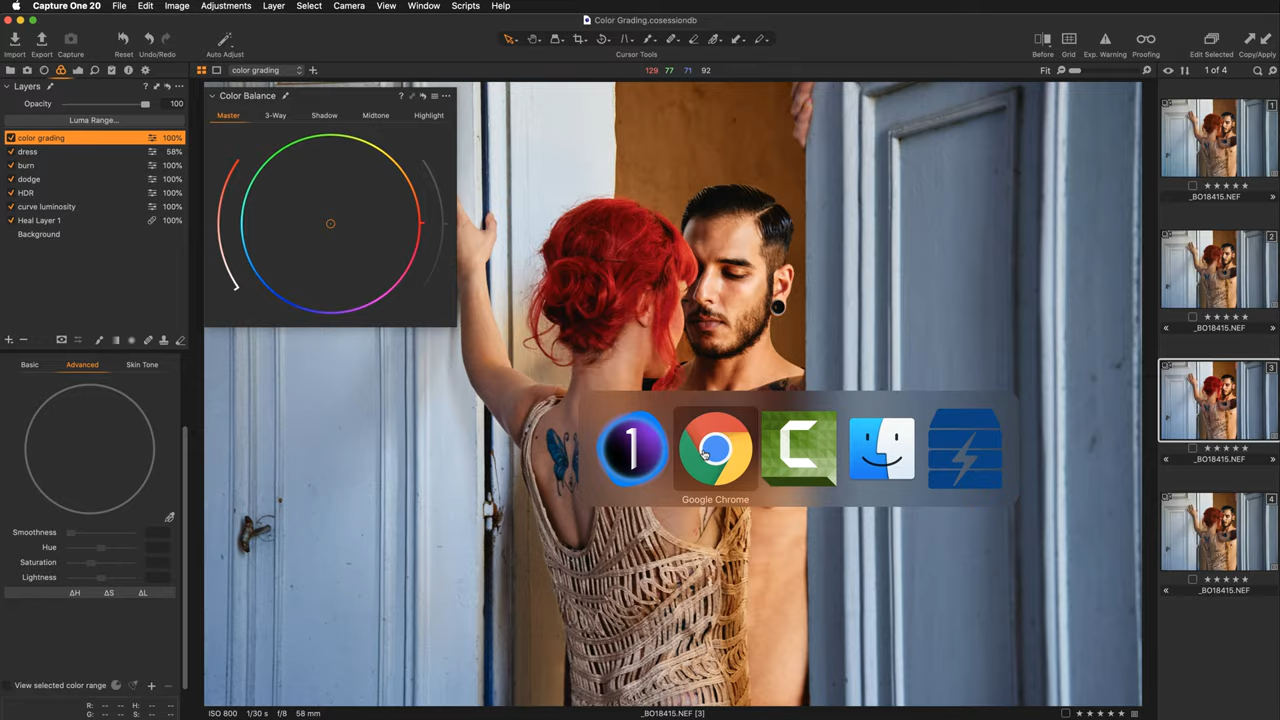 Capture One 20 File Edit Image Adjustments Layer Select Camera View Window Scripts Help
Color Grading.cosessiondb
Import Export Capture Reset Undo/Redo Auto Adjust Cursor Tools Before Grid Exp. Warning Proofing Edit Selected Copy/Apply
color grading
129 77 71 92
Fit
1 of 4
Layers
Opacity 100
Luma Range...
color grading 100%
dress 58%
burn 100%
dodge 100%
HDR 100%
curve luminosity 100%
Heal Layer 1 100%
Background
Color Balance
Master 3-Way Shadow Midtone Highlight
Basic Advanced Skin Tone
Smoothness
Hue
Saturation
Lightness
ΔH ΔS ΔL
View selected color range
R: -- -- H: -- --
G: -- -- S: -- --
Google Chrome
1
_BO18415.NEF
2
_BO18415.NEF
3
_BO18415.NEF
4
_BO18415.NEF
ISO 800 1/30 s f/8 58 mm
_BO18415.NEF [3]